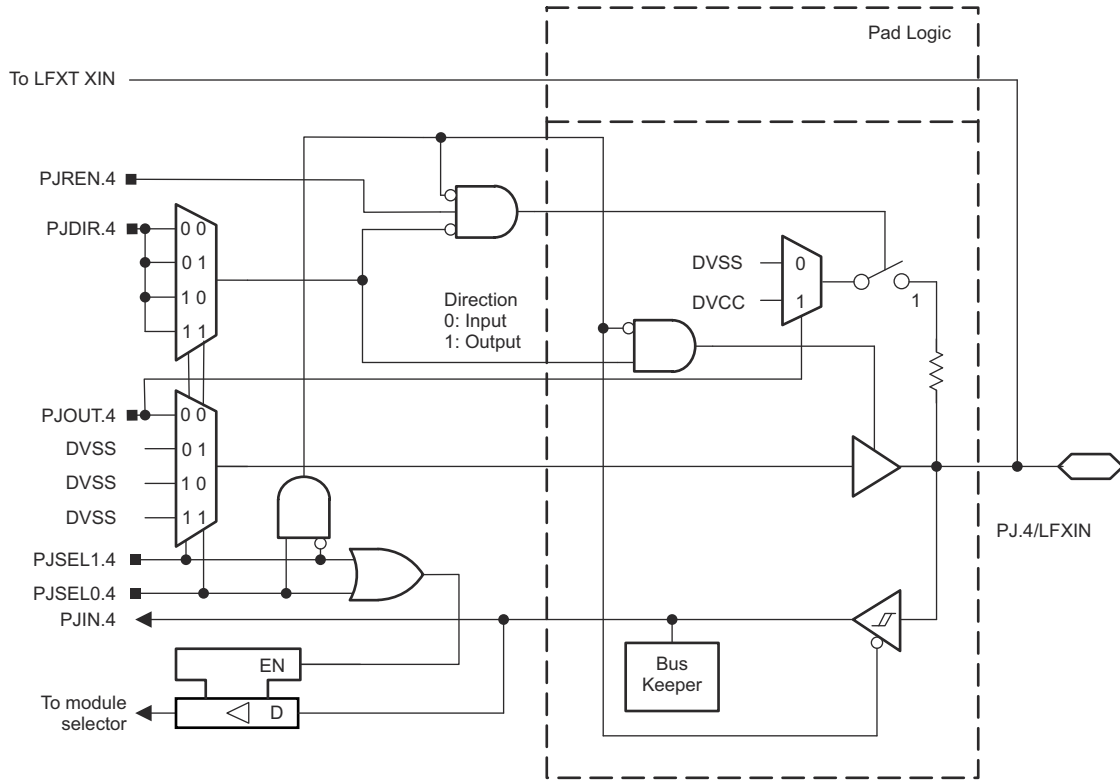 Pad Logic
To LFXT XIN
PJREN.4
PJDIR.4
0 0
0 1
1 0
1 1
Direction
0: Input
1: Output
DVSS
0
DVCC
1
1
PJOUT.4
0 0
DVSS
0 1
DVSS
1 0
DVSS
1 1
PJ.4/LFXIN
PJSEL1.4
PJSEL0.4
PJIN.4
EN
Bus
Keeper
D
To module
selector